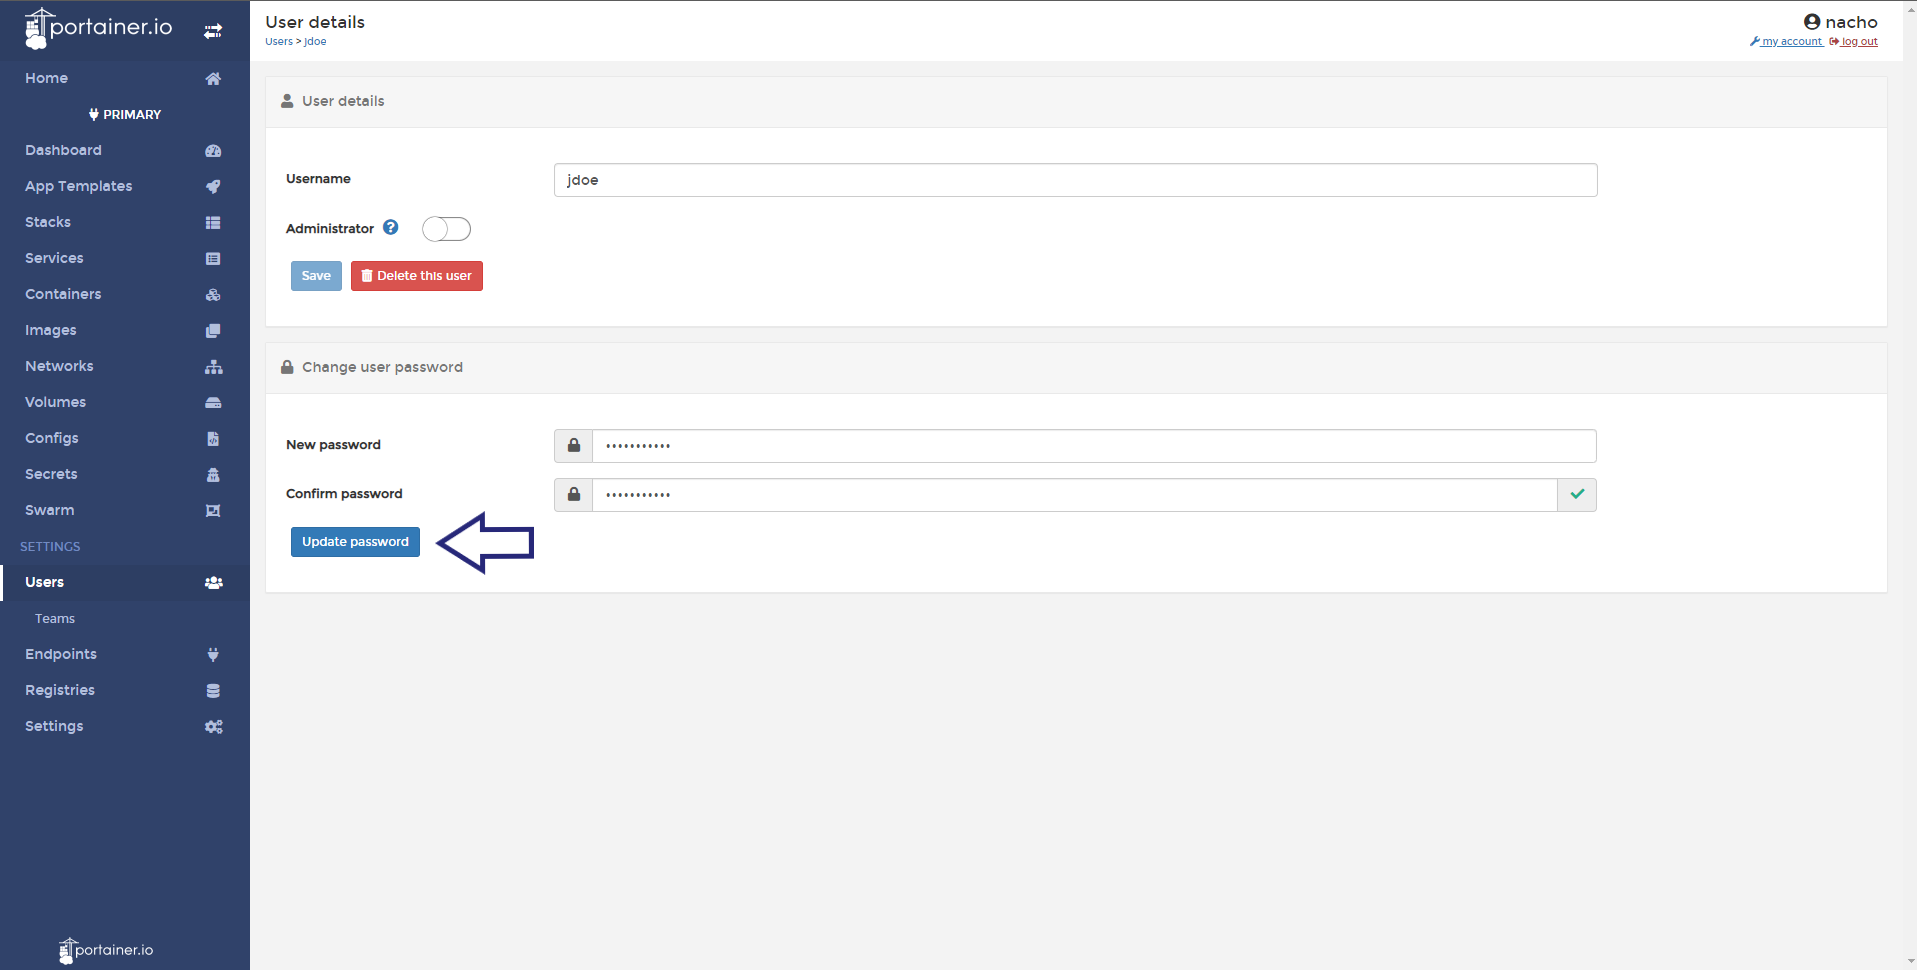 portainer.io
Home
PRIMARY
Dashboard
App Templates
Stacks
Services
Containers
Images
Networks
Volumes
Configs
Secrets
Swarm
SETTINGS
Users
Teams
Endpoints
Registries
Settings
portainer.io
User details
Users > jdoe
nacho
my account log out
User details
Username
jdoe
Administrator ?
Save Delete this user
Change user password
New password
•••••••••••
Confirm password
•••••••••••
Update password